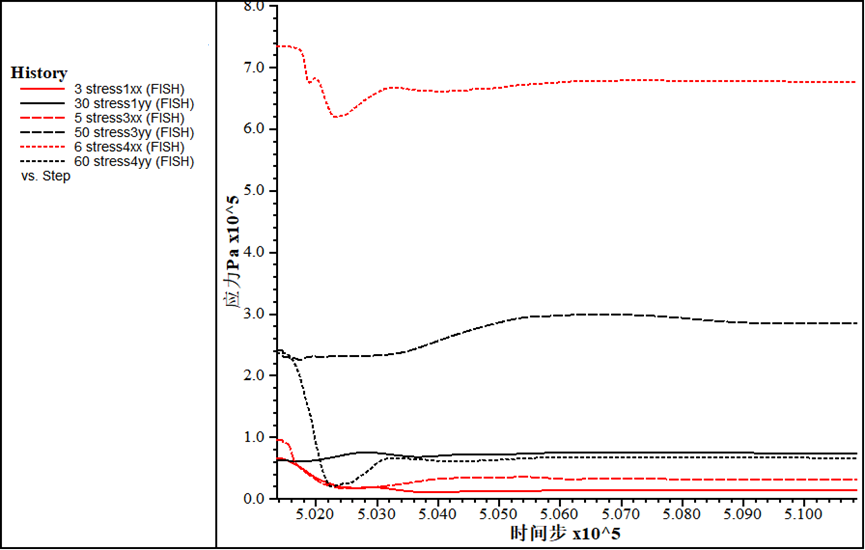 History
3 stress1xx (FISH)
30 stress1yy (FISH)
5 stress3xx (FISH)
50 stress3yy (FISH)
6 stress4xx (FISH)
60 stress4yy (FISH)
vs. Step
应力Pa x10^5
8.0
7.0
6.0
5.0
4.0
3.0
2.0
1.0
0.0
5.020 5.030 5.040 5.050 5.060 5.070 5.080 5.090 5.100
时间步 x10^5